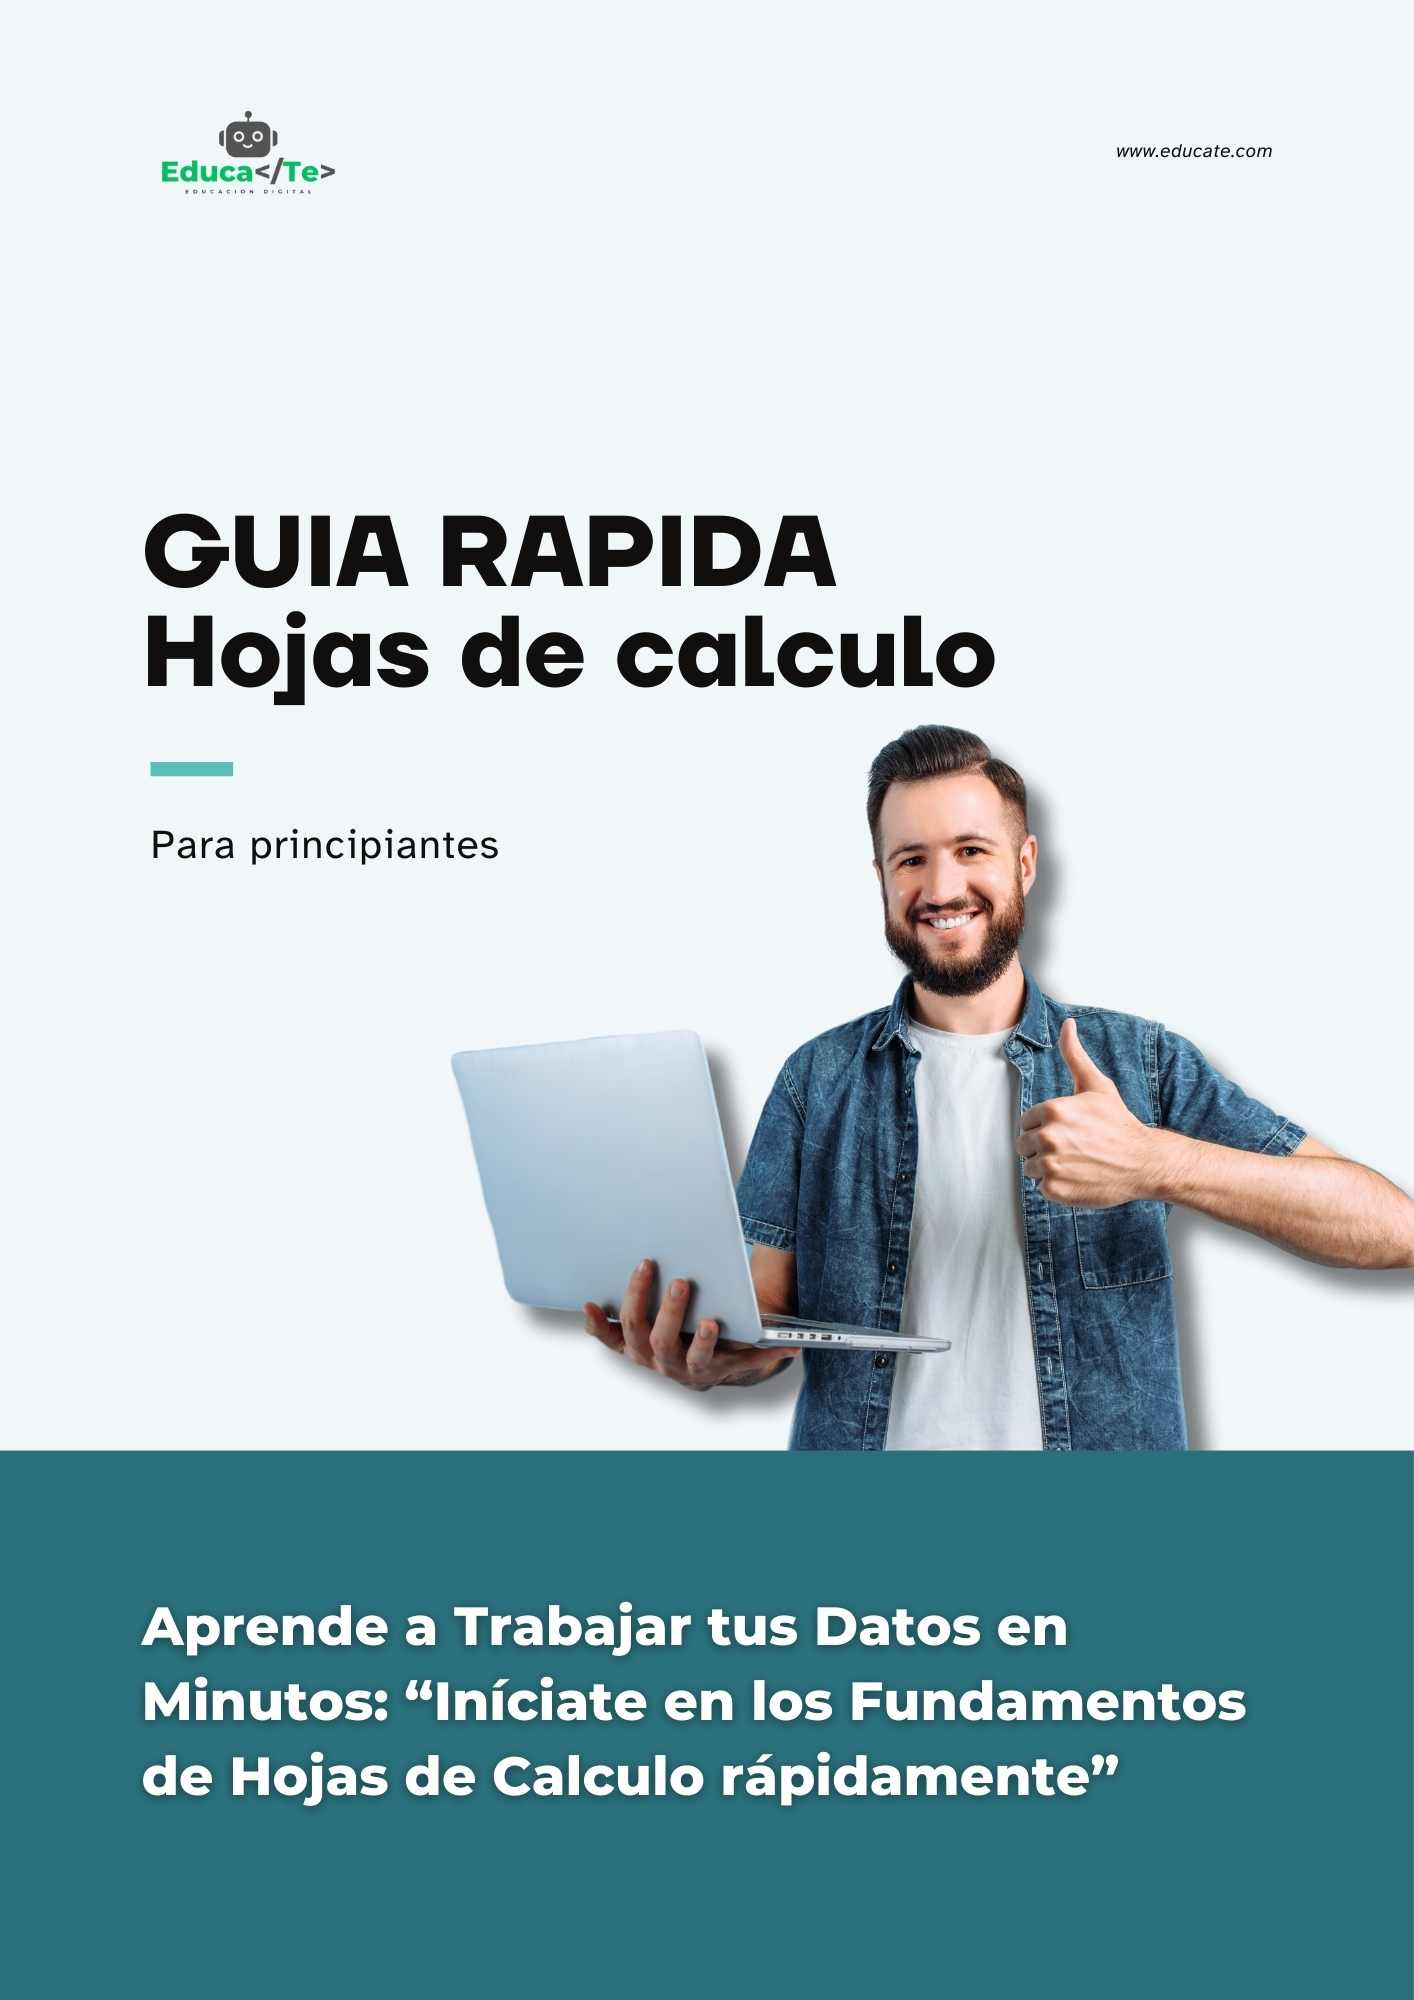 Educa</Te>
EDUCACIÓN DIGITAL
www.educate.com
GUIA RAPIDA
Hojas de calculo
Para principiantes
Aprende a Trabajar tus Datos en
Minutos: “Iníciate en los Fundamentos
de Hojas de Calculo rápidamente”